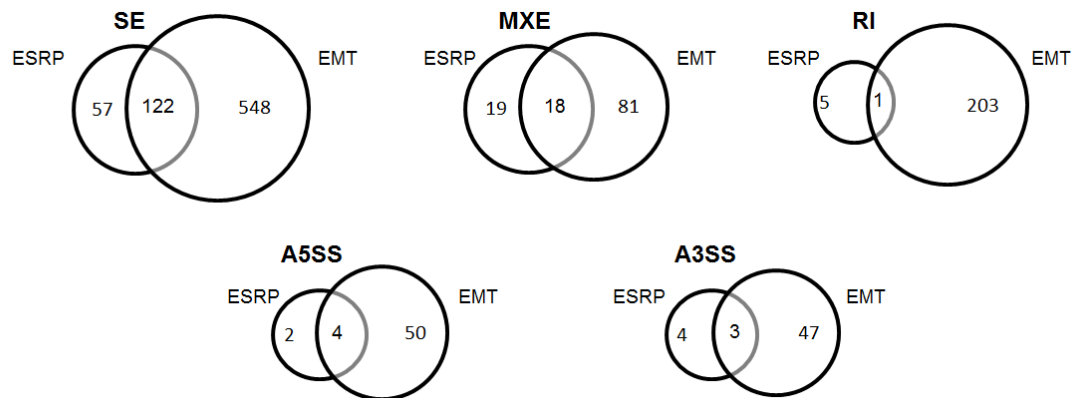 SE
ESRP
EMT
57
122
548
MXE
ESRP
EMT
19
18
81
RI
ESRP
EMT
5
1
203
A5SS
ESRP
EMT
2
4
50
A3SS
ESRP
EMT
4
3
47